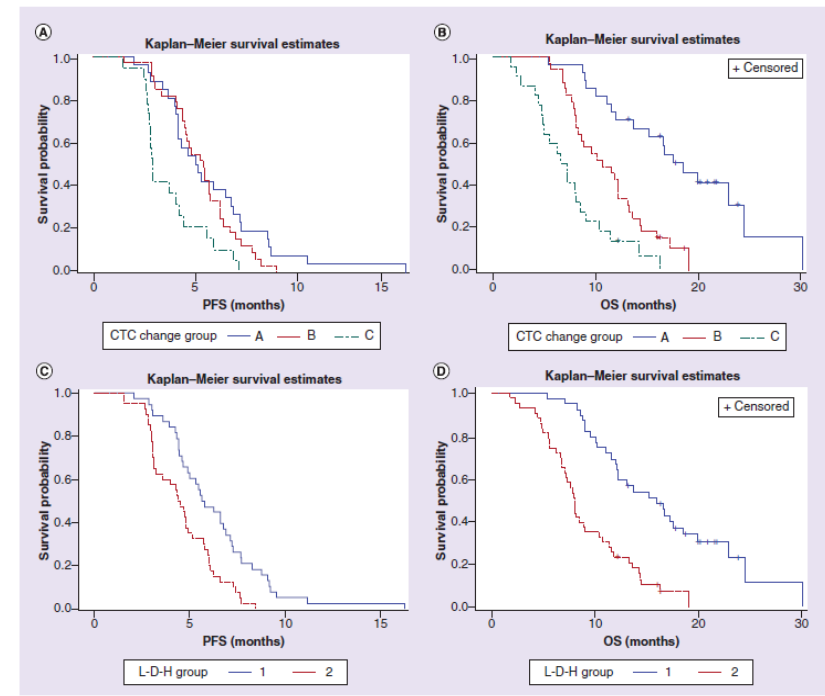 A
Kaplan–Meier survival estimates
1.0
0.8
0.6
0.4
0.2
0.0
Survival probability
0 5 10 15
PFS (months)
CTC change group A B C
B
Kaplan–Meier survival estimates
+ Censored
1.0
0.8
0.6
0.4
0.2
0.0
Survival probability
0 10 20 30
OS (months)
CTC change group A B C
C
Kaplan–Meier survival estimates
1.0
0.8
0.6
0.4
0.2
0.0
Survival probability
0 5 10 15
PFS (months)
L-D-H group 1 2
D
Kaplan–Meier survival estimates
+ Censored
1.0
0.8
0.6
0.4
0.2
0.0
Survival probability
0 10 20 30
OS (months)
L-D-H group 1 2